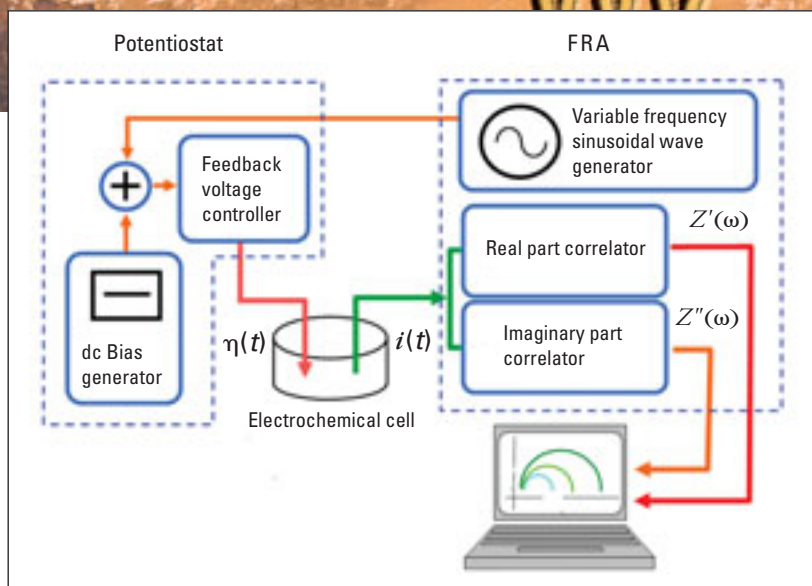 Potentiostat
FRA
Variable frequency
sinusoidal wave
generator
Feedback
voltage
controller
+
dc Bias
generator
Real part correlator
Z′(ω)
Imaginary part
correlator
Z″(ω)
η(t)
i(t)
Electrochemical cell